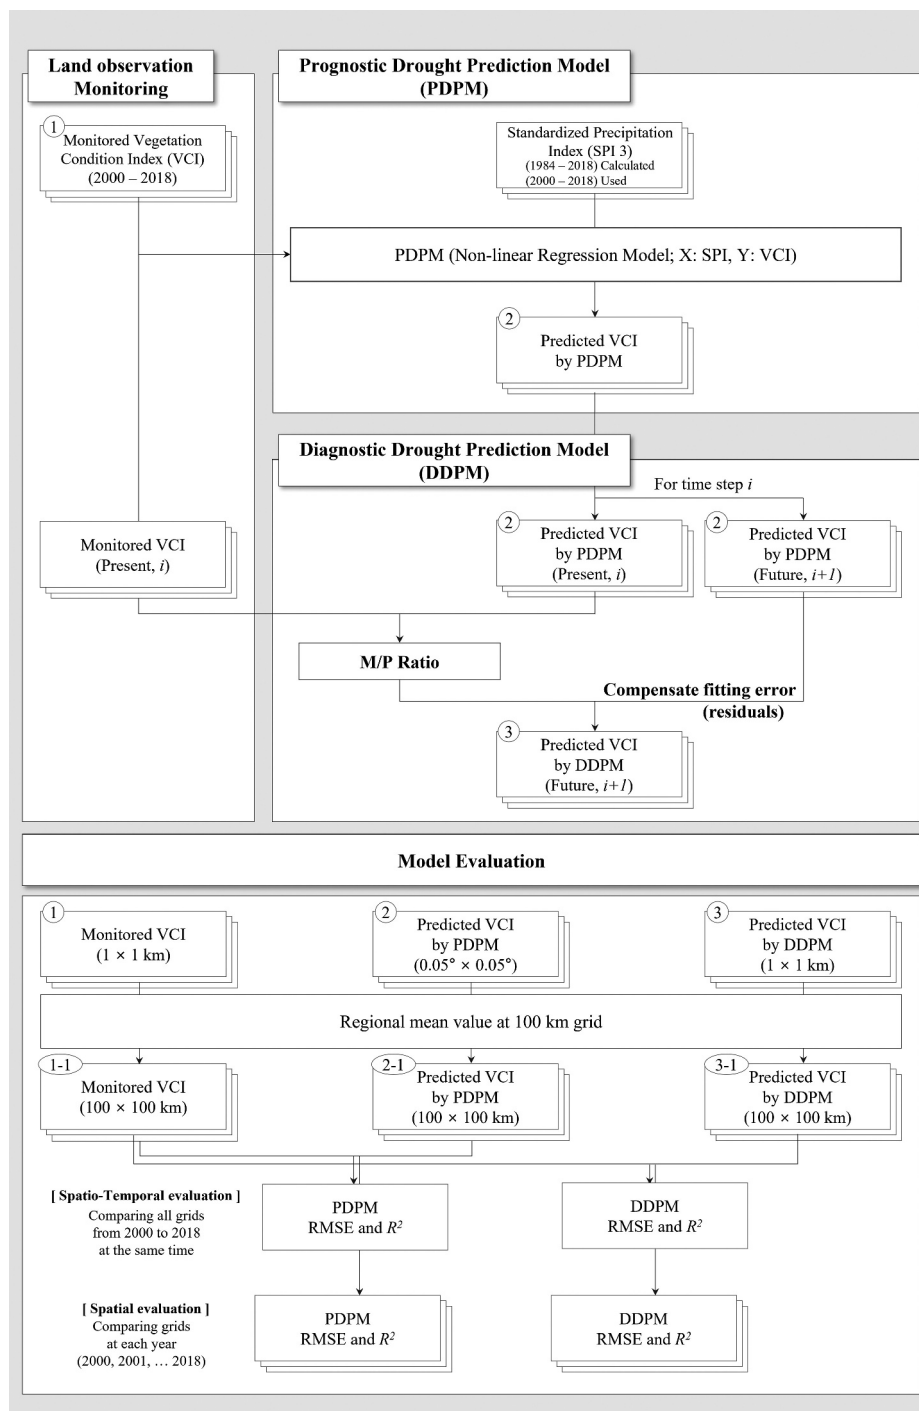 Land observation
Monitoring
Prognostic Drought Prediction Model
(PDPM)
1
Monitored Vegetation
Condition Index (VCI)
(2000 – 2018)
Standardized Precipitation
Index (SPI 3)
(1984 – 2018) Calculated
(2000 – 2018) Used
PDPM (Non-linear Regression Model; X: SPI, Y: VCI)
2
Predicted VCI
by PDPM
Diagnostic Drought Prediction Model
(DDPM)
For time step i
Monitored VCI
(Present, i)
2
Predicted VCI
by PDPM
(Present, i)
2
Predicted VCI
by PDPM
(Future, i+1)
M/P Ratio
Compensate fitting error
(residuals)
3
Predicted VCI
by DDPM
(Future, i+1)
Model Evaluation
1
Monitored VCI
(1 × 1 km)
2
Predicted VCI
by PDPM
(0.05° × 0.05°)
3
Predicted VCI
by DDPM
(1 × 1 km)
Regional mean value at 100 km grid
1-1
Monitored VCI
(100 × 100 km)
2-1
Predicted VCI
by PDPM
(100 × 100 km)
3-1
Predicted VCI
by DDPM
(100 × 100 km)
[ Spatio-Temporal evaluation ]
Comparing all grids
from 2000 to 2018
at the same time
PDPM
RMSE and R²
DDPM
RMSE and R²
[ Spatial evaluation ]
Comparing grids
at each year
(2000, 2001, … 2018)
PDPM
RMSE and R²
DDPM
RMSE and R²